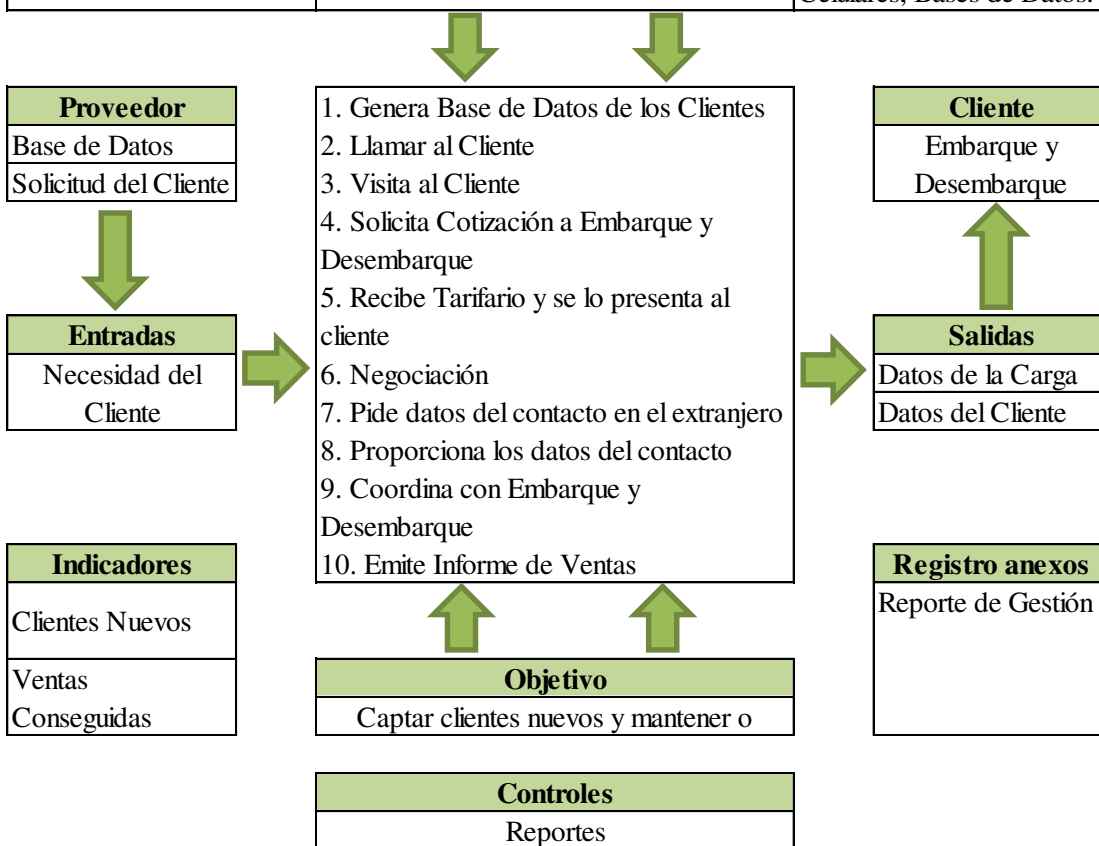 Celulares, Bases de Datos.
Proveedor
Base de Datos
Solicitud del Cliente
Entradas
Necesidad del
Cliente
Indicadores
Clientes Nuevos
Ventas
Conseguidas
1. Genera Base de Datos de los Clientes
2. Llamar al Cliente
3. Visita al Cliente
4. Solicita Cotización a Embarque y
Desembarque
5. Recibe Tarifario y se lo presenta al
cliente
6. Negociación
7. Pide datos del contacto en el extranjero
8. Proporciona los datos del contacto
9. Coordina con Embarque y
Desembarque
10. Emite Informe de Ventas
Objetivo
Captar clientes nuevos y mantener o
Controles
Reportes
Cliente
Embarque y
Desembarque
Salidas
Datos de la Carga
Datos del Cliente
Registro anexos
Reporte de Gestión